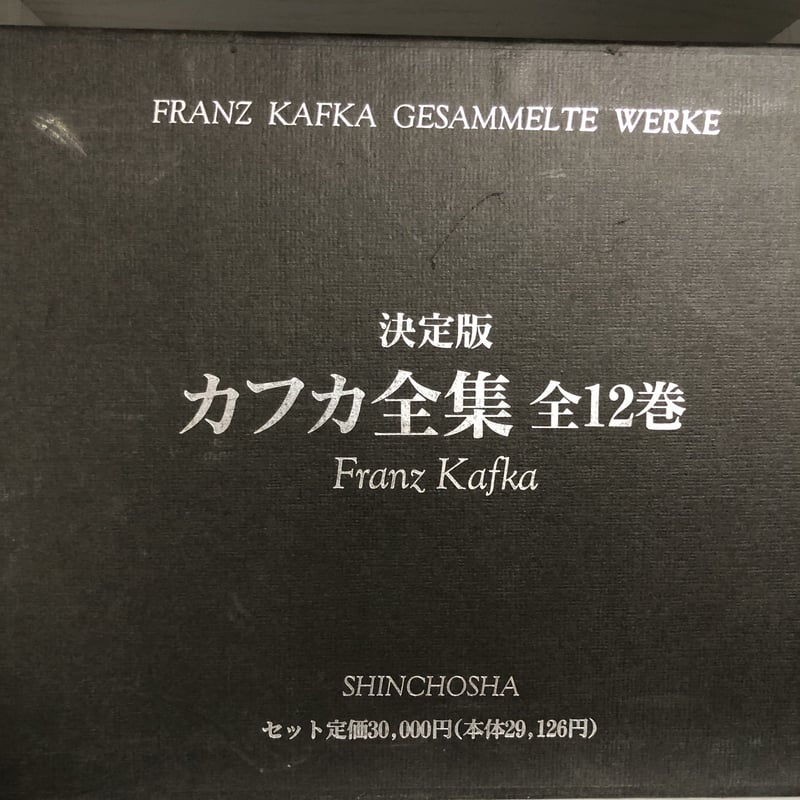 FRANZ KAFKA GESAMMELTE WERKE
決定版
カフカ全集 全12巻
Franz Kafka
SHINCHOSHA
セット定価30,000円(本体29,126円)